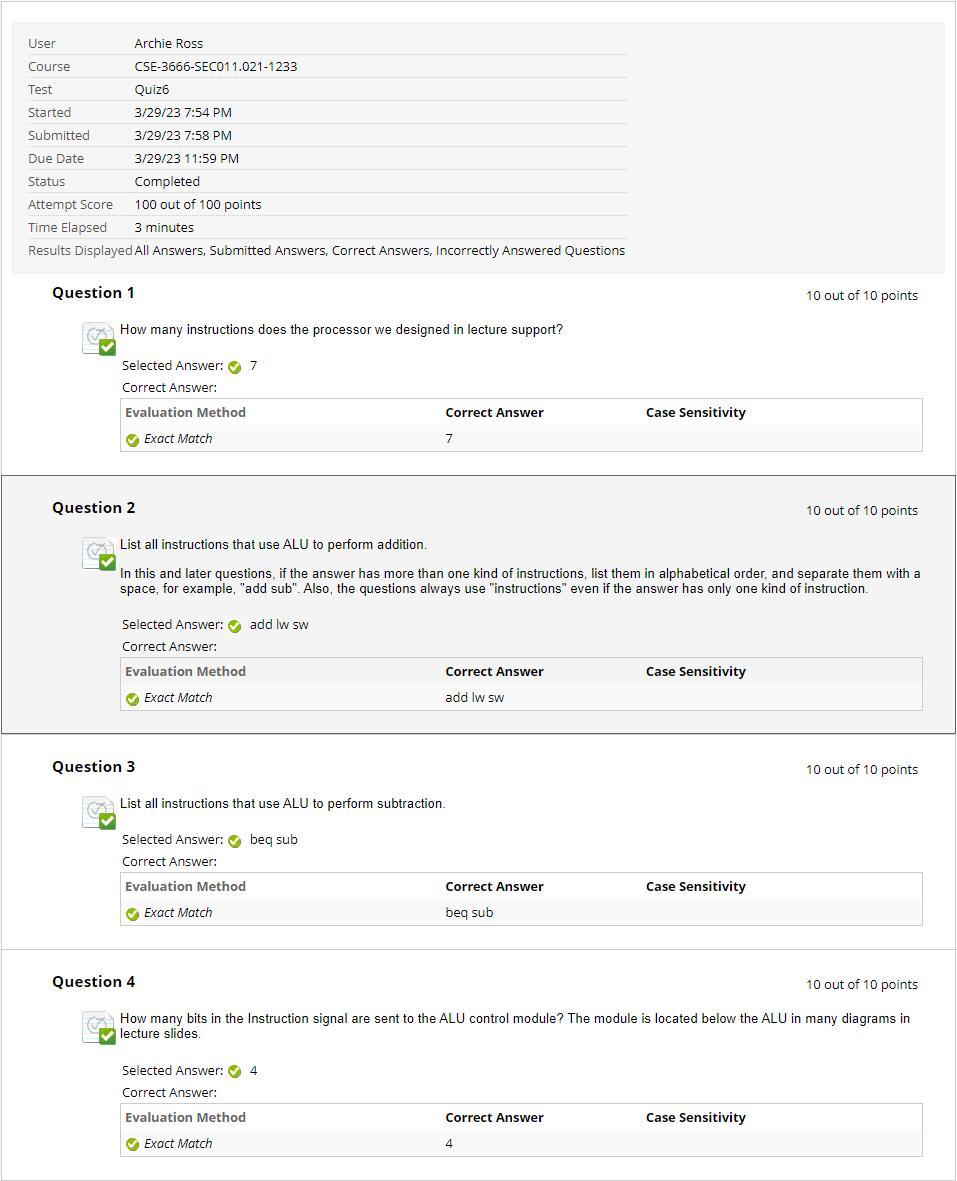 User Archie Ross
Course CSE-3666-SEC011.021-1233
Test Quiz6
Started 3/29/23 7:54 PM
Submitted 3/29/23 7:58 PM
Due Date 3/29/23 11:59 PM
Status Completed
Attempt Score 100 out of 100 points
Time Elapsed 3 minutes
Results Displayed All Answers, Submitted Answers, Correct Answers, Incorrectly Answered Questions
Question 1 10 out of 10 points
How many instructions does the processor we designed in lecture support?
Selected Answer: 7
Correct Answer:
Evaluation Method Correct Answer Case Sensitivity
Exact Match 7
Question 2 10 out of 10 points
List all instructions that use ALU to perform addition.
In this and later questions, if the answer has more than one kind of instructions, list them in alphabetical order, and separate them with a
space, for example, "add sub". Also, the questions always use "instructions" even if the answer has only one kind of instruction.
Selected Answer: add lw sw
Correct Answer:
Evaluation Method Correct Answer Case Sensitivity
Exact Match add lw sw
Question 3 10 out of 10 points
List all instructions that use ALU to perform subtraction.
Selected Answer: beq sub
Correct Answer:
Evaluation Method Correct Answer Case Sensitivity
Exact Match beq sub
Question 4 10 out of 10 points
How many bits in the Instruction signal are sent to the ALU control module? The module is located below the ALU in many diagrams in
lecture slides.
Selected Answer: 4
Correct Answer:
Evaluation Method Correct Answer Case Sensitivity
Exact Match 4